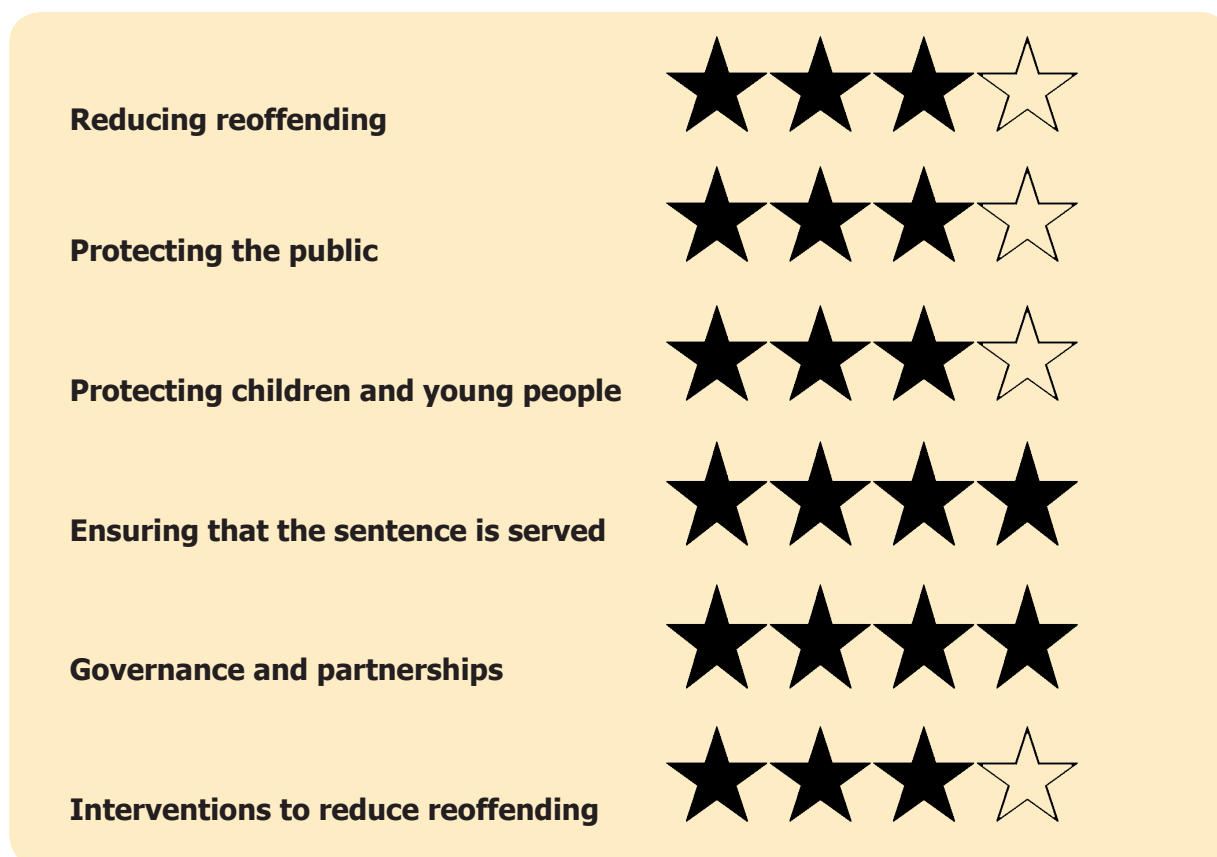 Reducing reoffending
Protecting the public
Protecting children and young people
Ensuring that the sentence is served
Governance and partnerships
Interventions to reduce reoffending